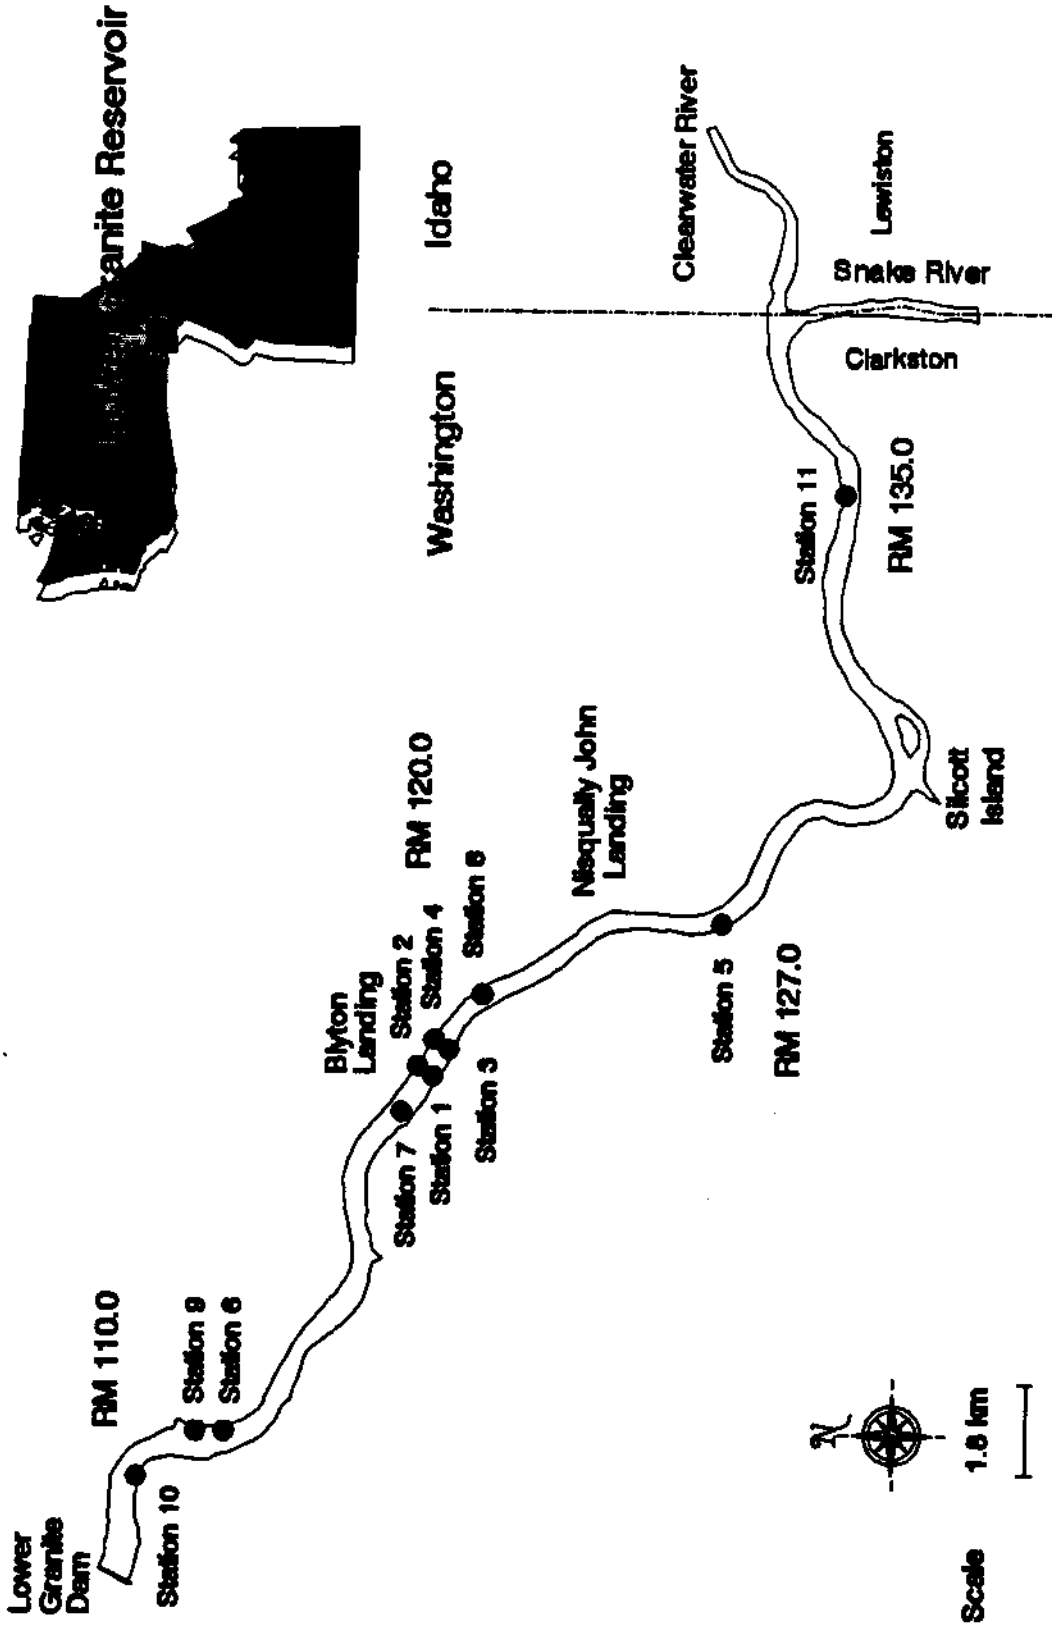 ranite Reservoir
Washington
Idaho
Clearwater River
Lewiston
Snake River
Clarkston
Station 11
RM 135.0
Silcott
Island
Nisqually John
Landing
Station 5
RM 127.0
RM 120.0
Blyton
Landing
Station 2
Station 4
Station 6
Station 7
Station 1
Station 3
RM 110.0
Station 9
Station 6
Station 10
Lower
Granite
Dam
N
Scale
1.6 km